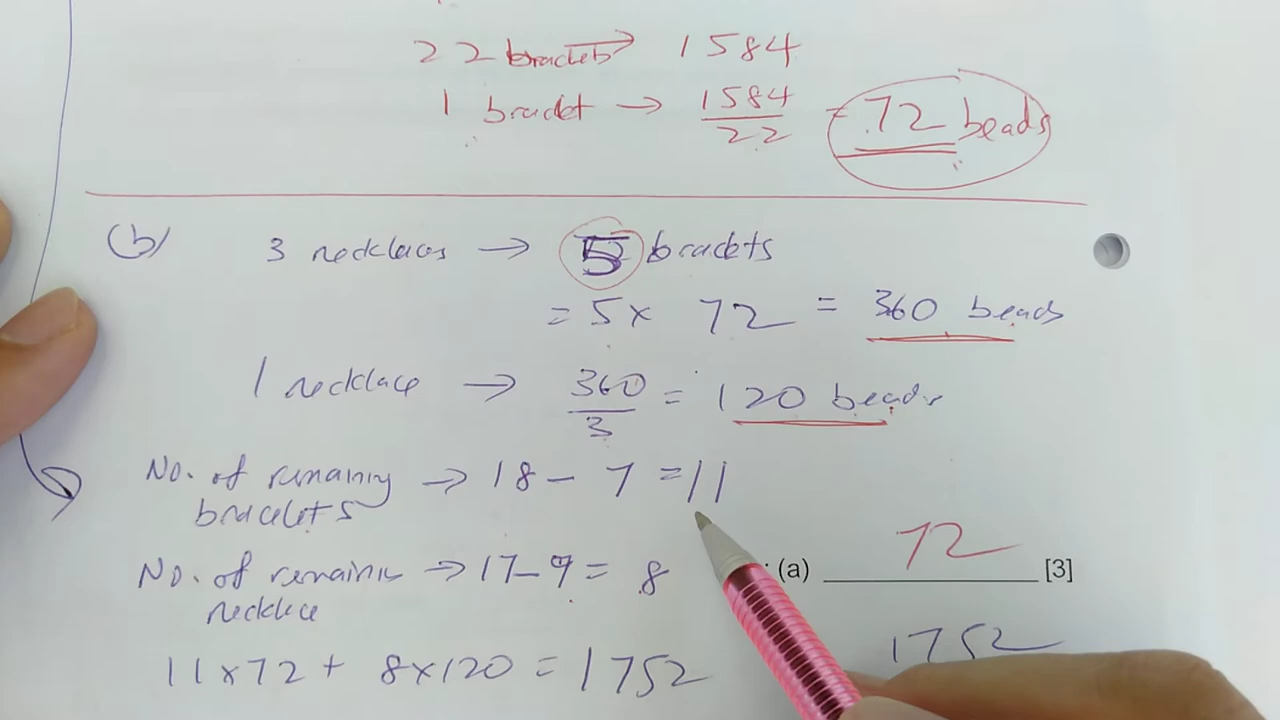 22 bracelets → 1584
1 bracelet → 1584/22 = 72 beads
(b) 3 necklaces → 5 bracelets
= 5 x 72 = 360 beads
1 necklace → 360/3 = 120 beads
No. of remaining bracelets → 18 - 7 = 11
No. of remaining necklace → 17 - 9 = 8
: (a) 72 [3]
1752
11 x 72 + 8 x 120 = 1752